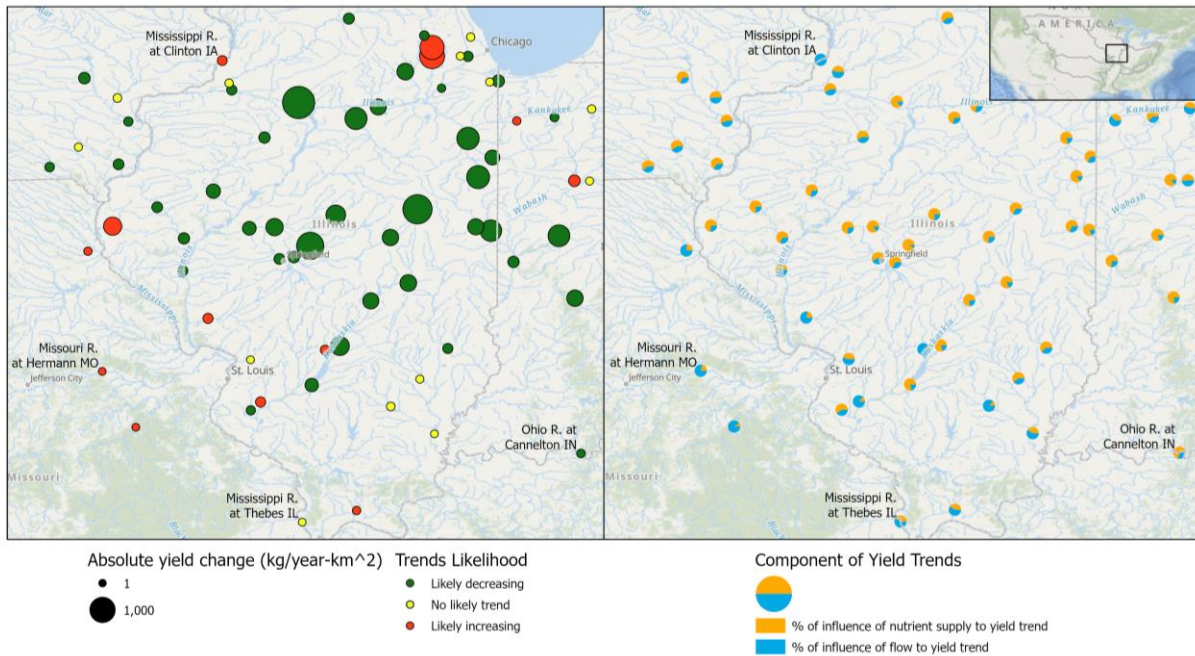 Mississippi R.
at Clinton IA
Chicago
Illinois
Kankakee
Wabash
Illinois
Springfield
Illinois
Mississippi
Kaskaskia
Missouri R.
at Hermann MO
Jefferson City
St. Louis
Ohio R. at
Cannelton IN
Missouri
Mississippi R.
at Thebes IL
NORTH
AMERICA
Mississippi R.
at Clinton IA
Chicago
Illinois
Kankakee
Wabash
Illinois
Springfield
Illinois
Mississippi
Kaskaskia
Missouri R.
at Hermann MO
Jefferson City
St. Louis
Ohio R. at
Cannelton IN
Missouri
Mississippi R.
at Thebes IL
Absolute yield change (kg/year-km^2)
1
1,000
Trends Likelihood
Likely decreasing
No likely trend
Likely increasing
Component of Yield Trends
% of influence of nutrient supply to yield trend
% of influence of flow to yield trend